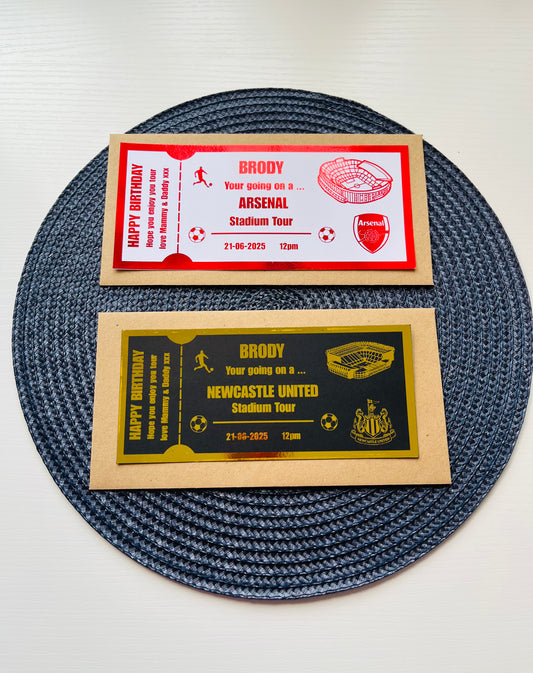 HAPPY BIRTHDAY
Hope you enjoy you tour
love Mammy & Daddy xxx
BRODY
Your going on a ...
ARSENAL
Stadium Tour
21-06-2025 12pm
Arsenal
HAPPY BIRTHDAY
Hope you enjoy you tour
love Mammy & Daddy xxx
BRODY
Your going on a ...
NEWCASTLE UNITED
Stadium Tour
21-06-2025 12pm
NEWCASTLE UNITED